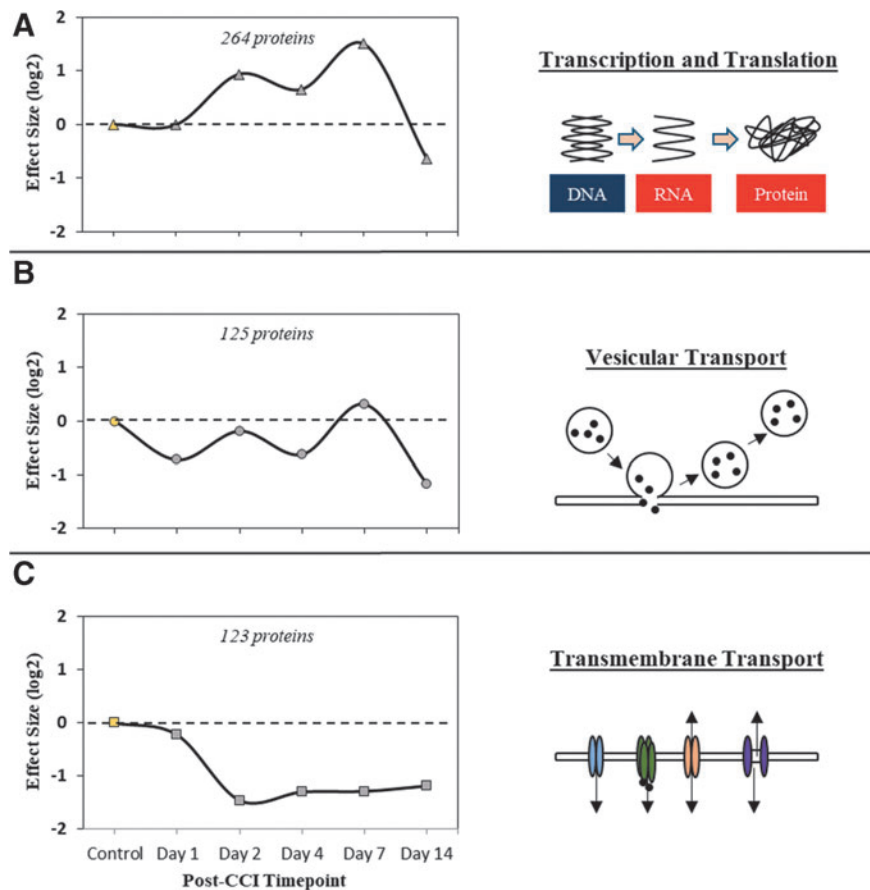 A
Effect Size (log2)
2
1
0
-1
-2
264 proteins
Transcription and Translation
DNA
RNA
Protein
B
Effect Size (log2)
2
1
0
-1
-2
125 proteins
Vesicular Transport
C
Effect Size (log2)
2
1
0
-1
-2
123 proteins
Control Day 1 Day 2 Day 4 Day 7 Day 14
Post-CCI Timepoint
Transmembrane Transport